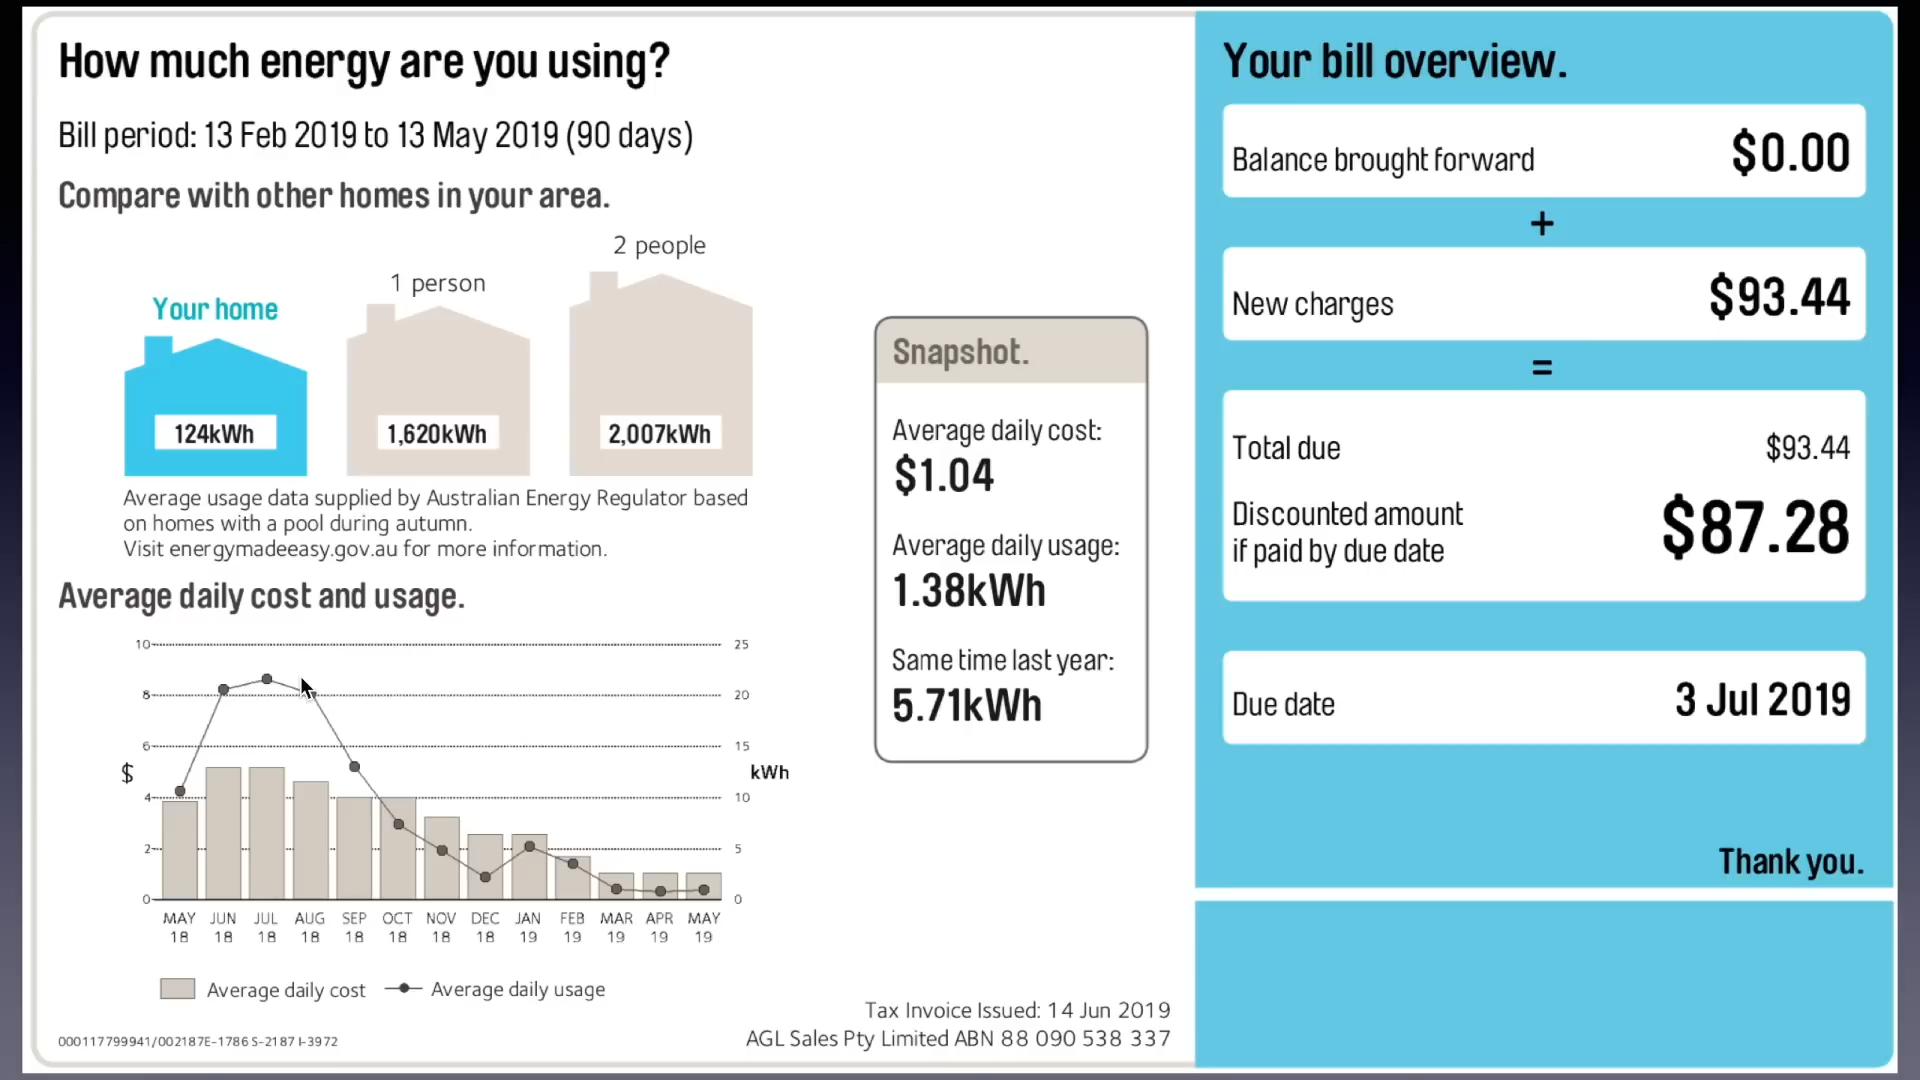 How much energy are you using?
Bill period: 13 Feb 2019 to 13 May 2019 (90 days)
Compare with other homes in your area.
Your home
1 person
2 people
124kWh
1,620kWh
2,007kWh
Average usage data supplied by Australian Energy Regulator based
on homes with a pool during autumn.
Visit energymadeeasy.gov.au for more information.
Average daily cost and usage.
10
8
6
4
2
0
$
25
20
15
10
5
0
kWh
MAY 18
JUN 18
JUL 18
AUG 18
SEP 18
OCT 18
NOV 18
DEC 18
JAN 19
FEB 19
MAR 19
APR 19
MAY 19
Average daily cost
Average daily usage
000117799941/002187E-1786 S-2187 I-3972
Snapshot.
Average daily cost:
$1.04
Average daily usage:
1.38kWh
Same time last year:
5.71kWh
Tax Invoice Issued: 14 Jun 2019
AGL Sales Pty Limited ABN 88 090 538 337
Your bill overview.
Balance brought forward $0.00
+
New charges $93.44
=
Total due $93.44
Discounted amount
if paid by due date $87.28
Due date 3 Jul 2019
Thank you.